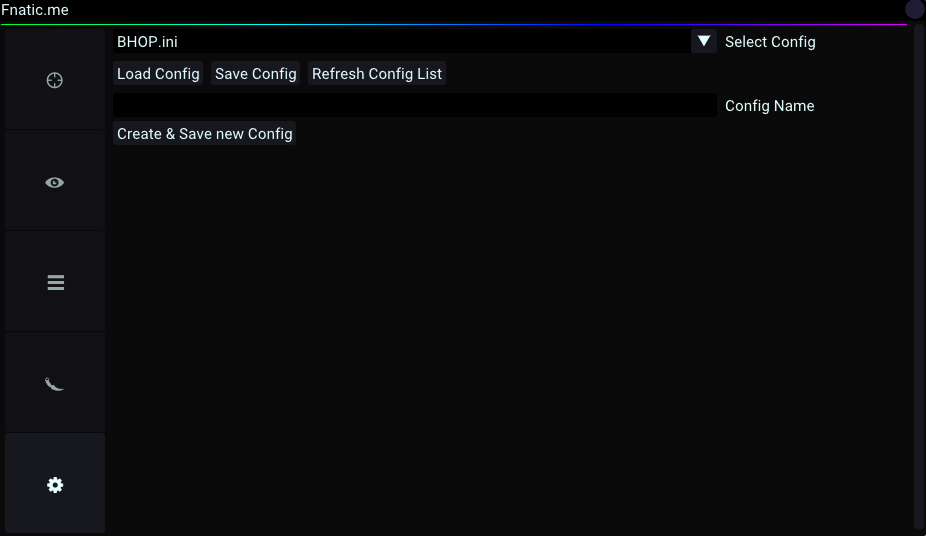 Fnatic.me
BHOP.ini Select Config
Load Config Save Config Refresh Config List
Config Name
Create & Save new Config